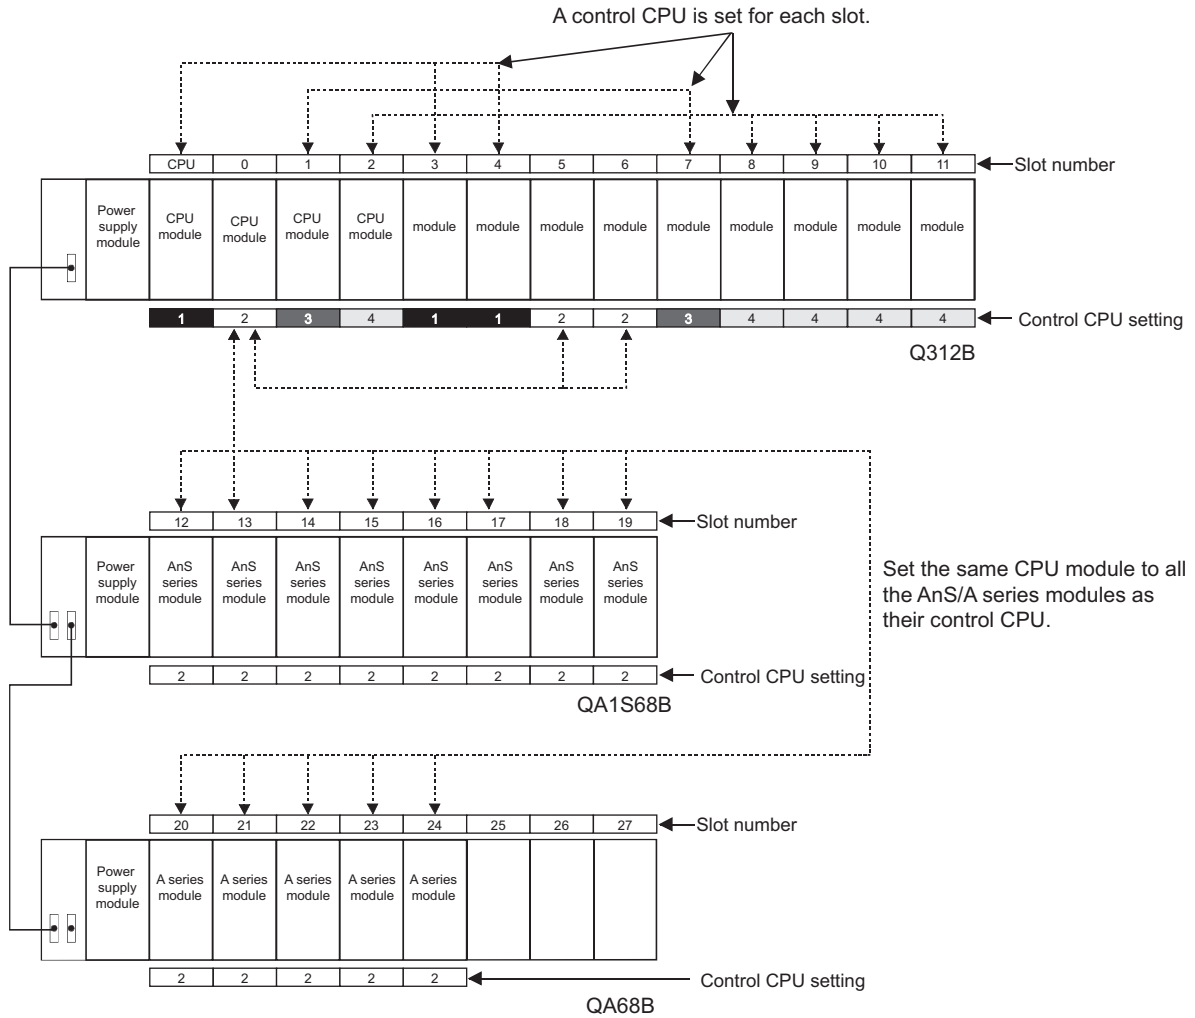 A control CPU is set for each slot.
CPU 0 1 2 3 4 5 6 7 8 9 10 11
Slot number
Power
supply
module
CPU
module
CPU
module
CPU
module
CPU
module
module
module
module
module
module
module
module
module
module
1 2 3 4 1 1 2 2 3 4 4 4 4
Control CPU setting
Q312B
12 13 14 15 16 17 18 19
Slot number
Power
supply
module
AnS
series
module
AnS
series
module
AnS
series
module
AnS
series
module
AnS
series
module
AnS
series
module
AnS
series
module
AnS
series
module
Set the same CPU module to all
the AnS/A series modules as
their control CPU.
2 2 2 2 2 2 2 2
Control CPU setting
QA1S68B
20 21 22 23 24 25 26 27
Slot number
Power
supply
module
A series
module
A series
module
A series
module
A series
module
A series
module
2 2 2 2 2
Control CPU setting
QA68B